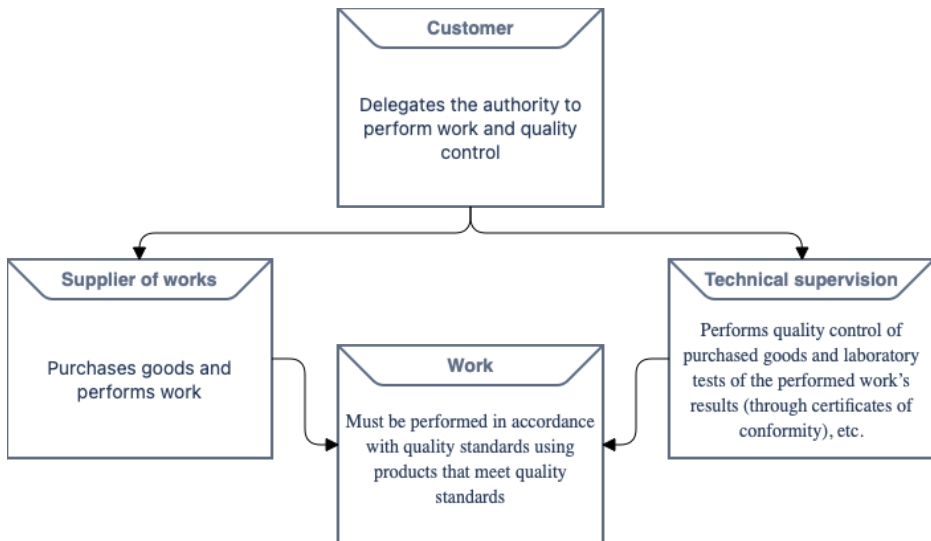 Customer
Delegates the authority to
perform work and quality
control
Supplier of works
Purchases goods and
performs work
Technical supervision
Performs quality control of
purchased goods and laboratory
tests of the performed work's
results (through certificates of
conformity), etc.
Work
Must be performed in accordance
with quality standards using
products that meet quality
standards